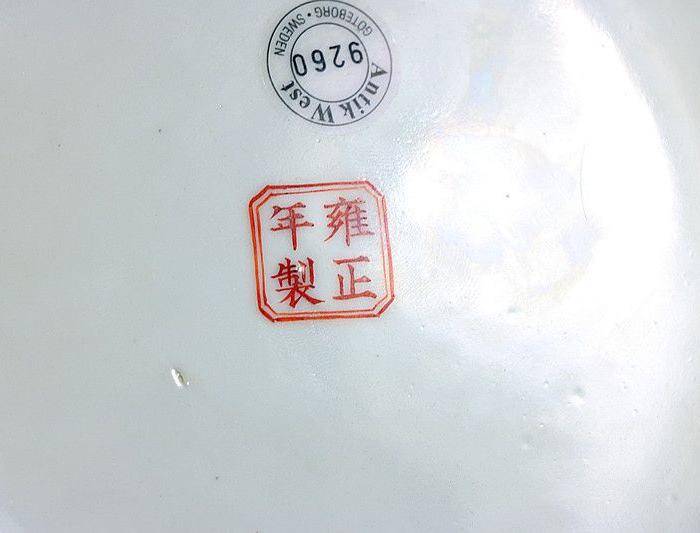 Antik West
9260
GÖTEBORG • SWEDEN
雍正
年製